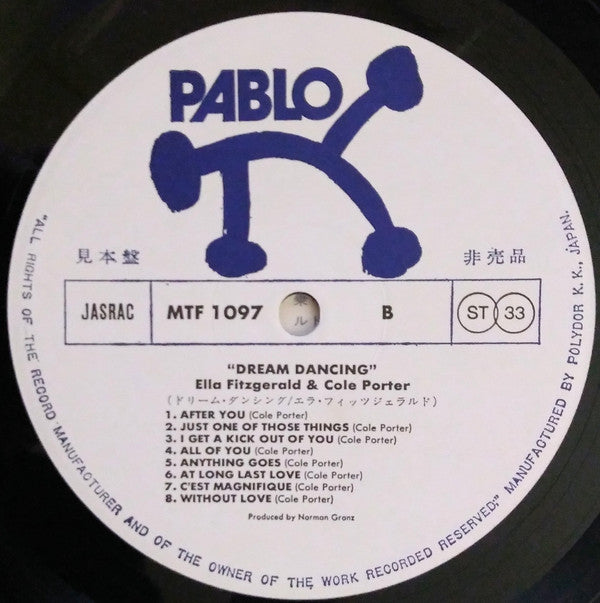 PABLO
見本盤
非売品
JASRAC
MTF 1097
B
ST 33
"DREAM DANCING"
Ella Fitzgerald & Cole Porter
(ドリーム・ダンシング/エラ・フィッツジェラルド)
1. AFTER YOU (Cole Porter)
2. JUST ONE OF THOSE THINGS (Cole Porter)
3. I GET A KICK OUT OF YOU (Cole Porter)
4. ALL OF YOU (Cole Porter)
5. ANYTHING GOES (Cole Porter)
6. AT LONG LAST LOVE (Cole Porter)
7. C'EST MAGNIFIQUE (Cole Porter)
8. WITHOUT LOVE (Cole Porter)
Produced by Norman Granz
"ALL RIGHTS OF THE RECORD MANUFACTURER AND OF THE OWNER OF THE WORK RECORDED RESERVED." MANUFACTURED BY POLYDOR K.K., JAPAN.